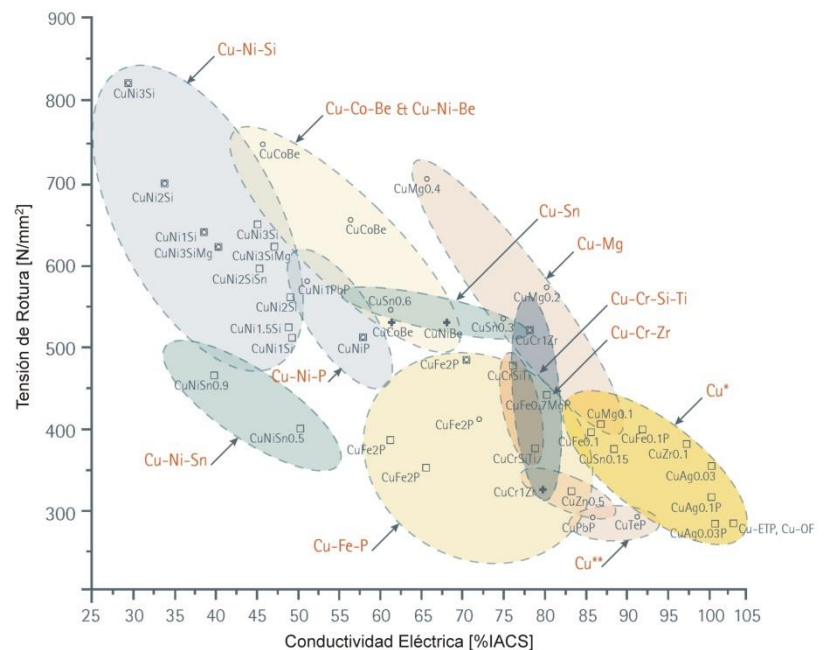 900
800
700
600
500
400
300
200
Tensión de Rotura [N/mm²]
25 30 35 40 45 50 55 60 65 70 75 80 85 90 95 100 105
Conductividad Eléctrica [%IACS]
Cu-Ni-Si
Cu-Co-Be & Cu-Ni-Be
Cu-Sn
Cu-Mg
Cu-Cr-Si-Ti
Cu-Cr-Zr
Cu*
Cu-Ni-P
Cu-Ni-Sn
Cu-Fe-P
Cu**
CuNi3Si
CuCoBe
CuNi2Si
CuMg0.4
CuNi1Si
CuNi3Si
CuCoBe
CuNi3SiMg
CuNi3SiMg
CuNi2SiSn
CuNi1PbP
CuMg0.2
CuNi2Si
CuSn0.6
CuNi1.5Si
CuCoBe
CuNiBe
CuSn0.3
CuCr1Zr
CuNi1Si
CuNiP
CuFe2P
CuCrSiTi
CuNiSn0.9
CuFe0.7MgP
CuMg0.1
CuFe2P
CuNiSn0.5
CuFe0.1
CuFe0.1P
CuFe2P
CuSn0.15
CuZr0.1
CuFe2P
CuCrSiTi
CuAg0.03
CuCr1Zr
CuZn0.5
CuAg0.1P
CuPbP
CuTeP
CuAg0.03P
Cu-ETP, Cu-OF